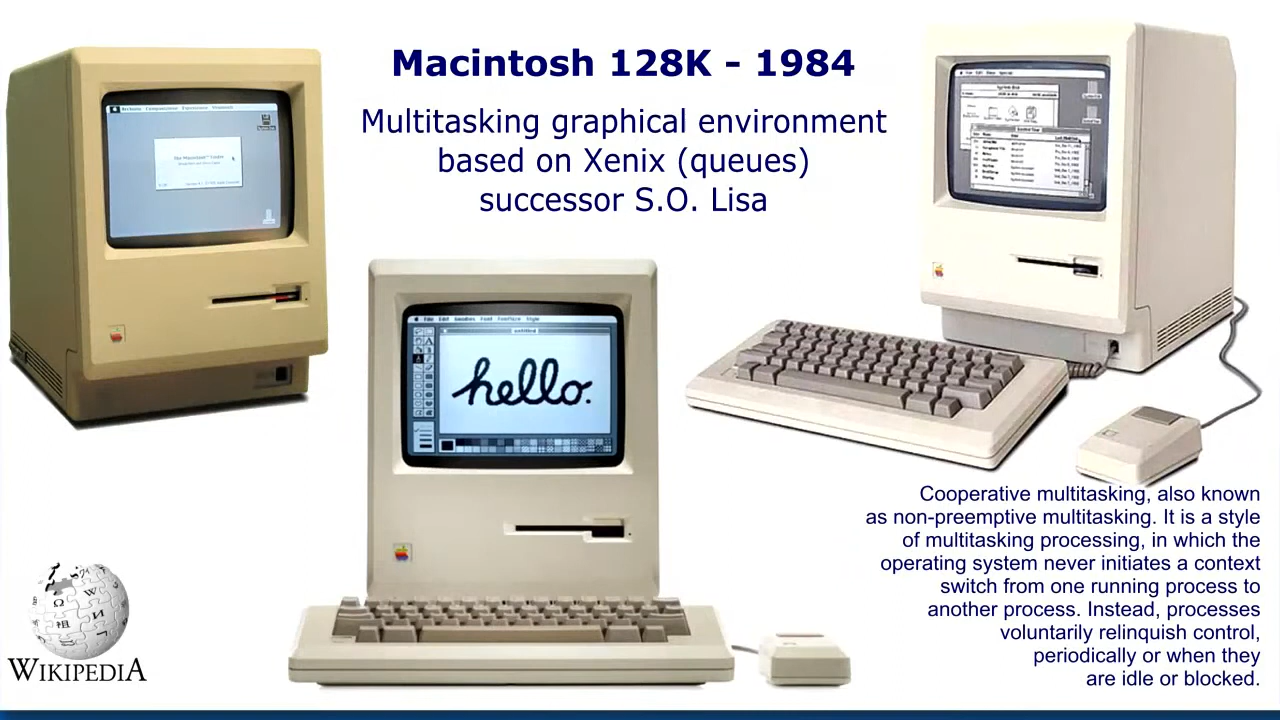 Macintosh 128K - 1984
Multitasking graphical environment
based on Xenix (queues)
successor S.O. Lisa
hello.
Cooperative multitasking, also known
as non-preemptive multitasking. It is a style
of multitasking processing, in which the
operating system never initiates a context
switch from one running process to
another process. Instead, processes
voluntarily relinquish control,
periodically or when they
are idle or blocked.
WIKIPEDIA